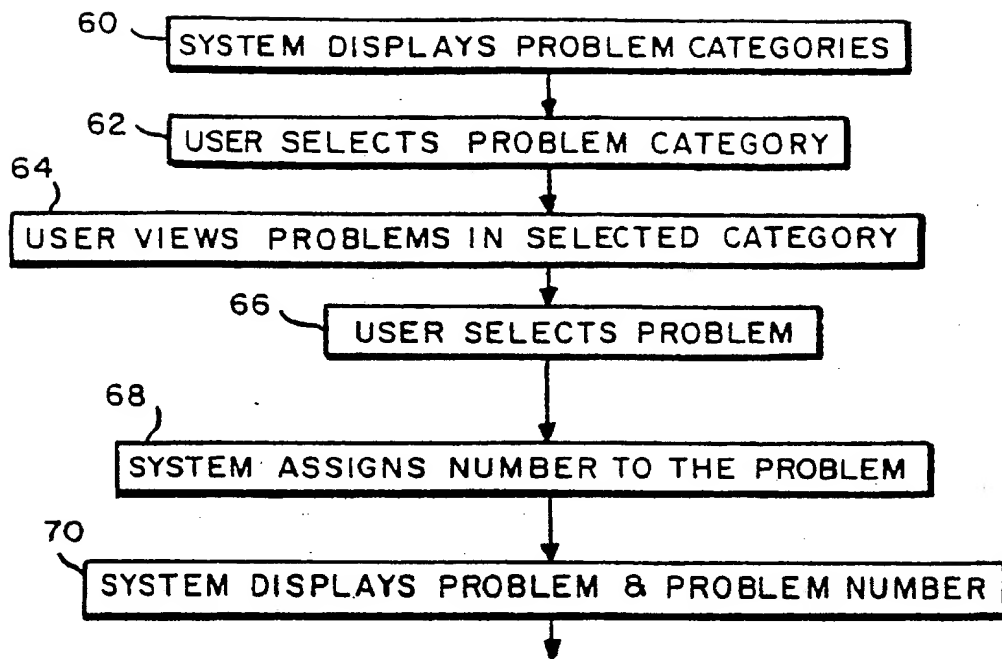 60
SYSTEM DISPLAYS PROBLEM CATEGORIES
62
USER SELECTS PROBLEM CATEGORY
64
USER VIEWS PROBLEMS IN SELECTED CATEGORY
66
USER SELECTS PROBLEM
68
SYSTEM ASSIGNS NUMBER TO THE PROBLEM
70
SYSTEM DISPLAYS PROBLEM & PROBLEM NUMBER